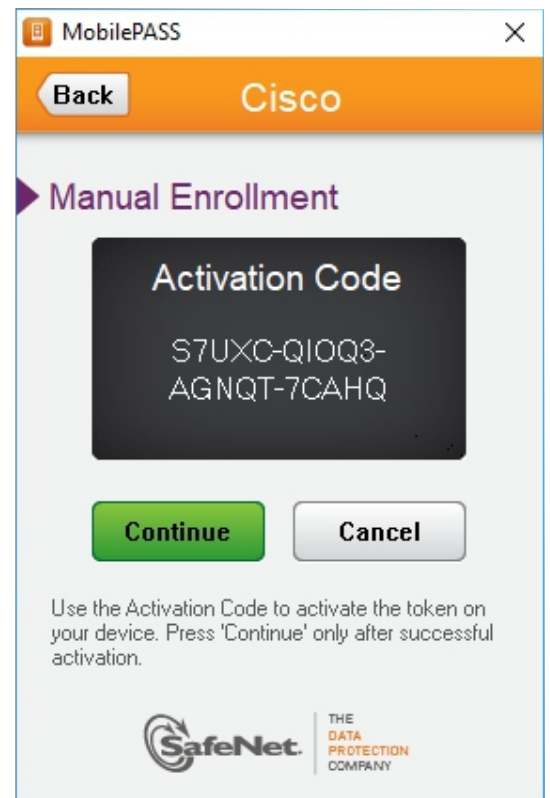 MobilePASS
Back
Cisco
Manual Enrollment
Activation Code
S7UXC-QIOQ3-
AGNQT-7CAHQ
Continue
Cancel
Use the Activation Code to activate the token on
your device. Press 'Continue' only after successful
activation.
SafeNet.
THE
DATA
PROTECTION
COMPANY